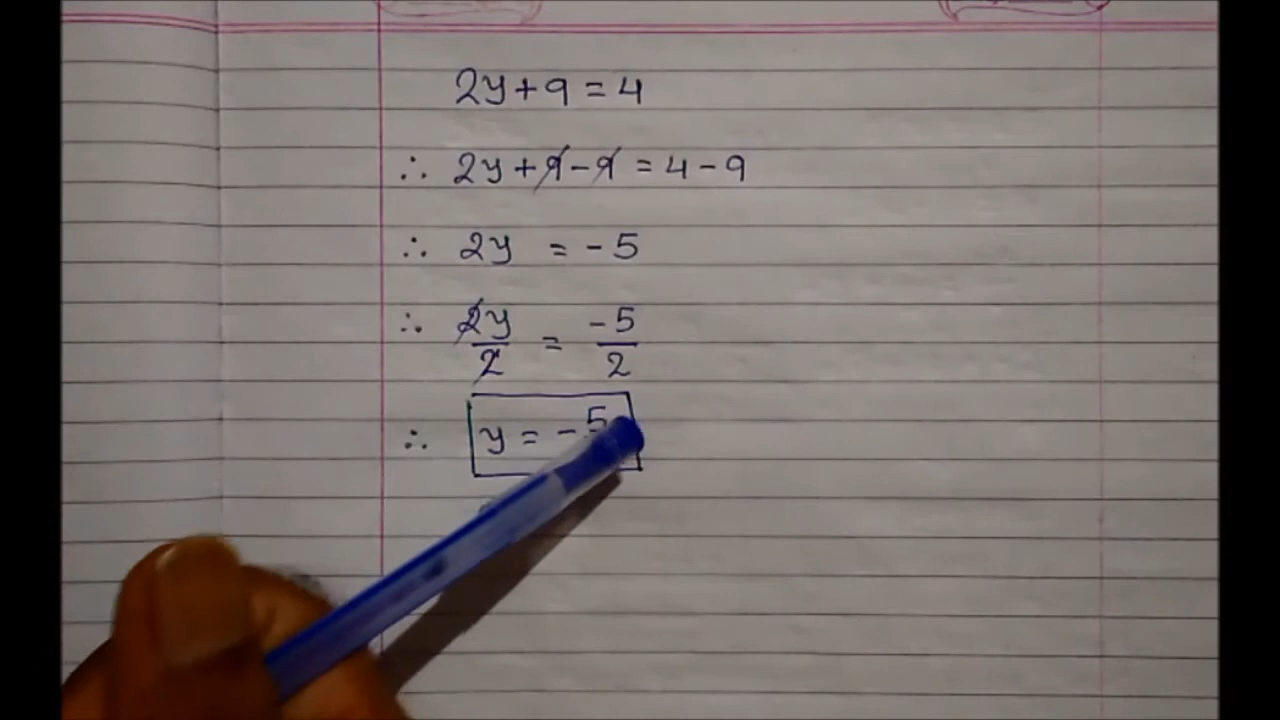 2y + 9 = 4
∴ 2y + 9 - 9 = 4 - 9
∴ 2y = -5
∴ 2y/2 = -5/2
∴ y = -5